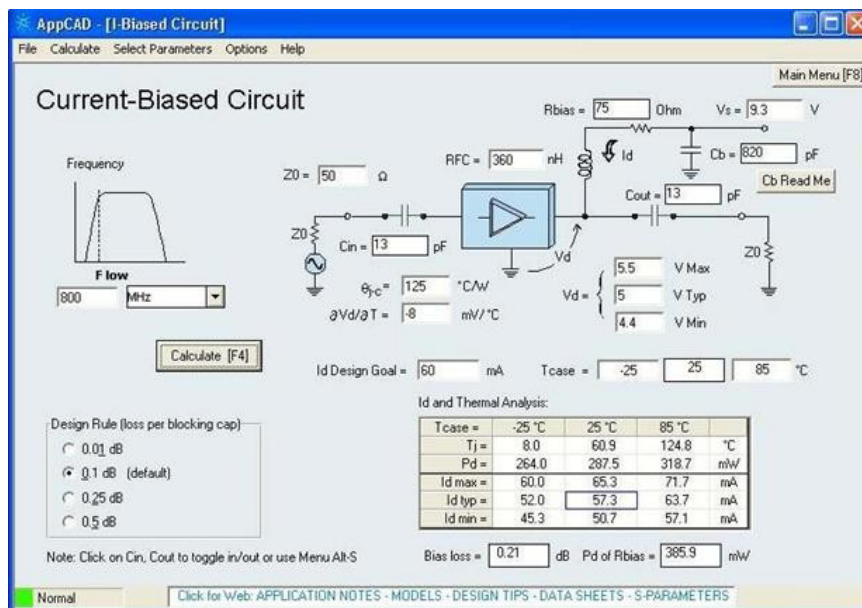 AppCAD - [I-Biased Circuit]
File Calculate Select Parameters Options Help
Main Menu [F8]
Current-Biased Circuit
Rbias = 75 Ohm Vs = 9.3 V
Frequency
Z0 = 50 Ω
RFC = 360 nH
Id
Cb = 820 pF
Cb Read Me
Cout = 13 pF
Z0
Cin = 13 pF
Vd
Z0
F low
800 MHz
θj-c = 125 °C/W
∂Vd/∂T = -8 mV/°C
Vd =
5.5 V Max
5 V Typ
4.4 V Min
Calculate [F4]
Id Design Goal = 60 mA Tcase = -25 25 85 °C
Id and Thermal Analysis:
Design Rule (loss per blocking cap)
0.01 dB
0.1 dB (default)
0.25 dB
0.5 dB
Tcase = -25 °C 25 °C 85 °C
Tj = 8.0 60.9 124.8 °C
Pd = 264.0 287.5 318.7 mW
Id max = 60.0 65.3 71.7 mA
Id typ = 52.0 57.3 63.7 mA
Id min = 45.3 50.7 57.1 mA
Note: Click on Cin, Cout to toggle in/out or use Menu Alt-S
Bias loss = 0.21 dB Pd of Rbias = 385.9 mW
Normal
Click for Web: APPLICATION NOTES - MODELS - DESIGN TIPS - DATA SHEETS - S-PARAMETERS